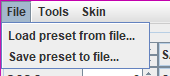 File Tools Skin
Load preset from file...
Save preset to file...